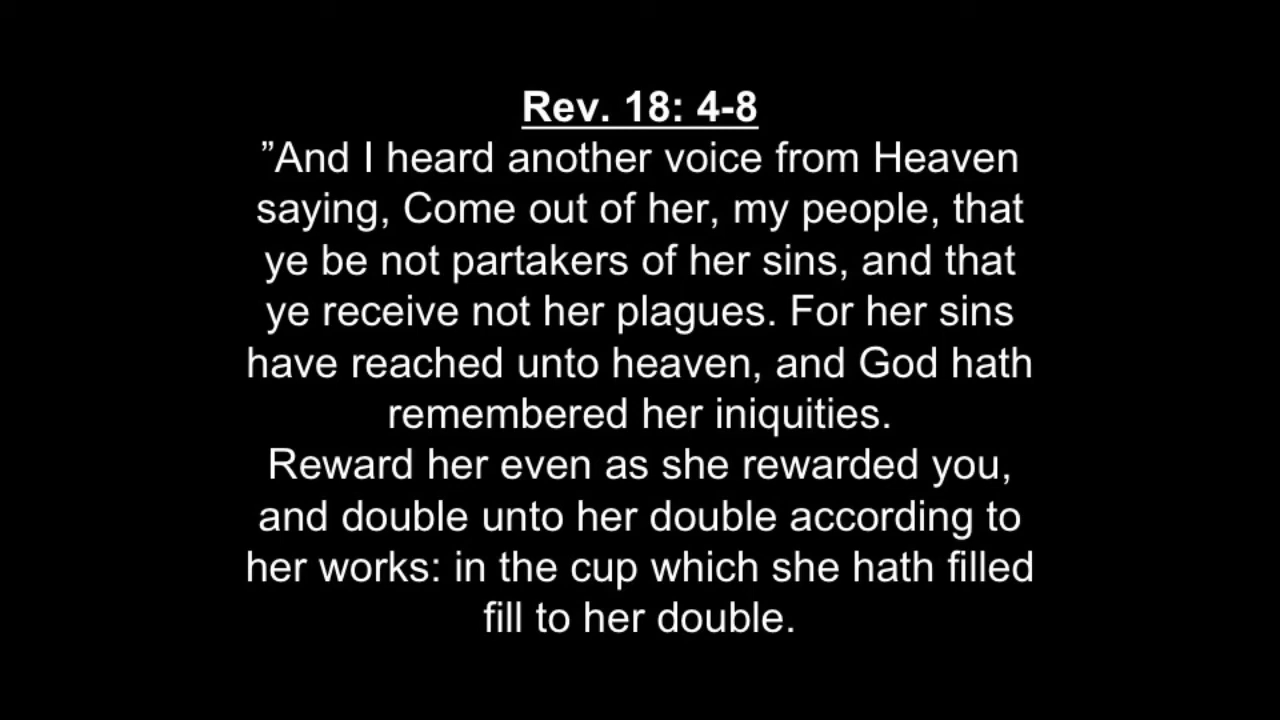 Rev. 18: 4-8
”And I heard another voice from Heaven
saying, Come out of her, my people, that
ye be not partakers of her sins, and that
ye receive not her plagues. For her sins
have reached unto heaven, and God hath
remembered her iniquities.
Reward her even as she rewarded you,
and double unto her double according to
her works: in the cup which she hath filled
fill to her double.